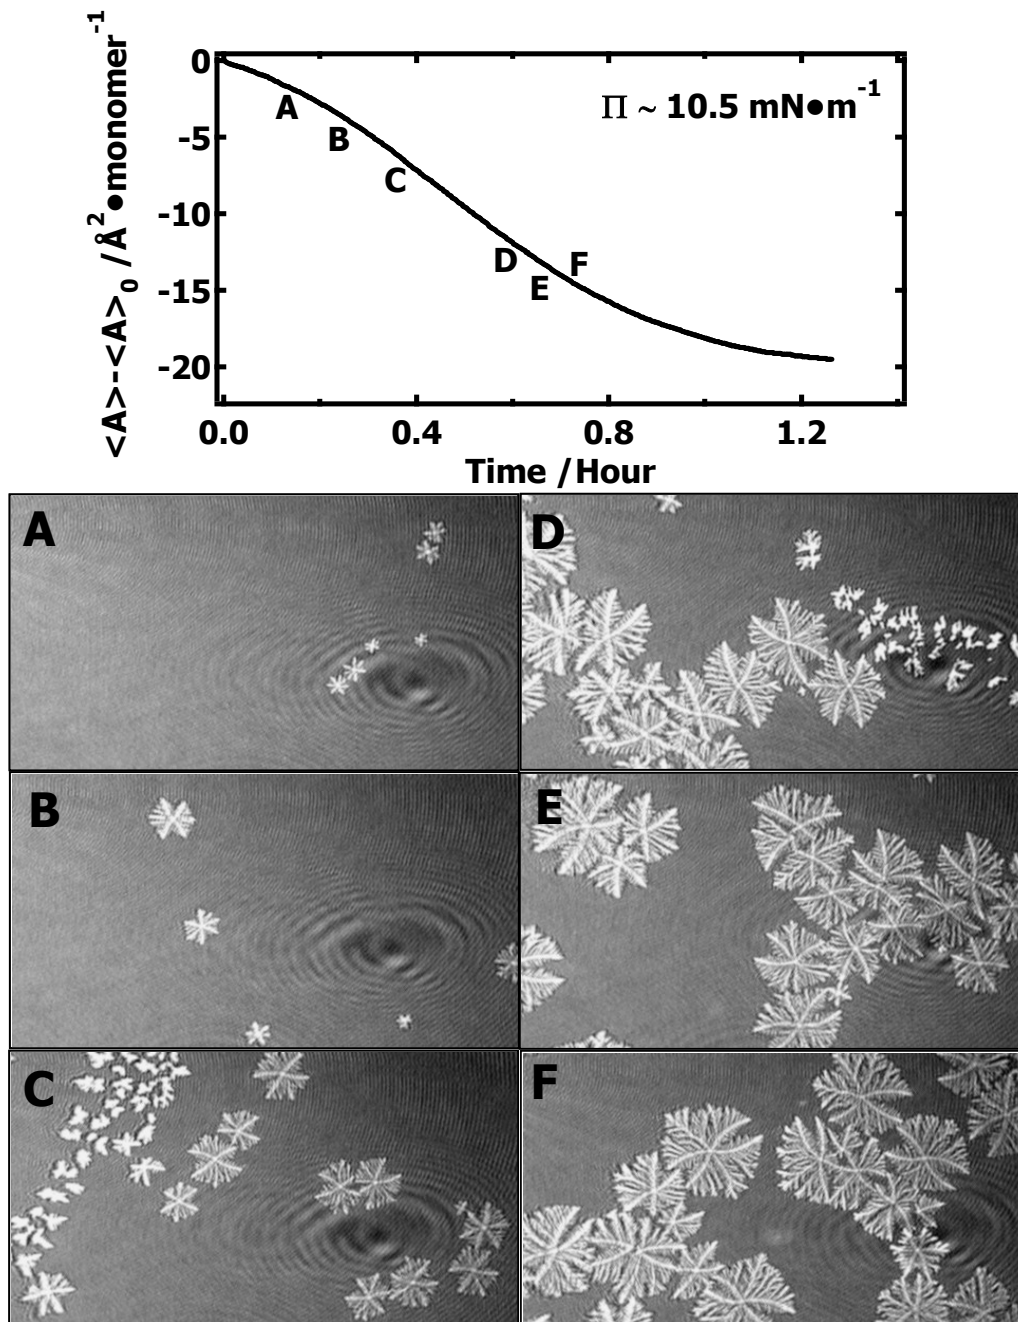 <A>-<A>₀ /Å²●monomer⁻¹
Π ~ 10.5 mN●m⁻¹
0
-5
-10
-15
-20
A
B
C
D
E
F
0.0 0.4 0.8 1.2
Time /Hour
A
D
B
E
C
F